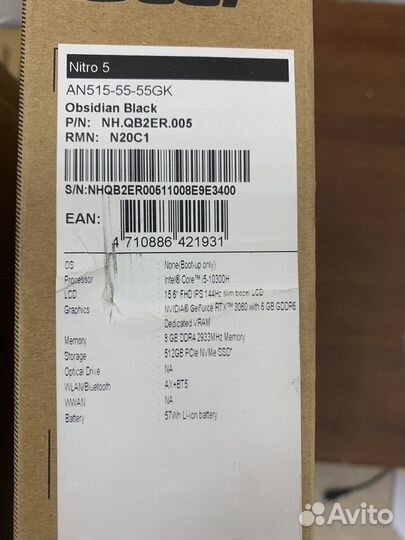 Nitro 5
AN515-55-55GK
Obsidian Black
P/N: NH.QB2ER.005
RMN: N20C1
S/N:NHQB2ER00511008E9E3400
EAN:
4 710886 421931
OS : None(Boot-up only)
Processor : Intel® Core™ i5-10300H
LCD : 15.6" FHD IPS 144Hz slim bezel LCD
Graphics : NVIDIA® GeForce RTX™ 3060 with 6 GB GDDR6
Dedicated VRAM
Memory : 8 GB DDR4 2933MHz Memory
Storage : 512GB PCIe NVMe SSD*
Optical Drive : NA
WLAN/Bluetooth : AX+BT5
WWAN : NA
Battery : 57Wh Li-ion battery
Avito